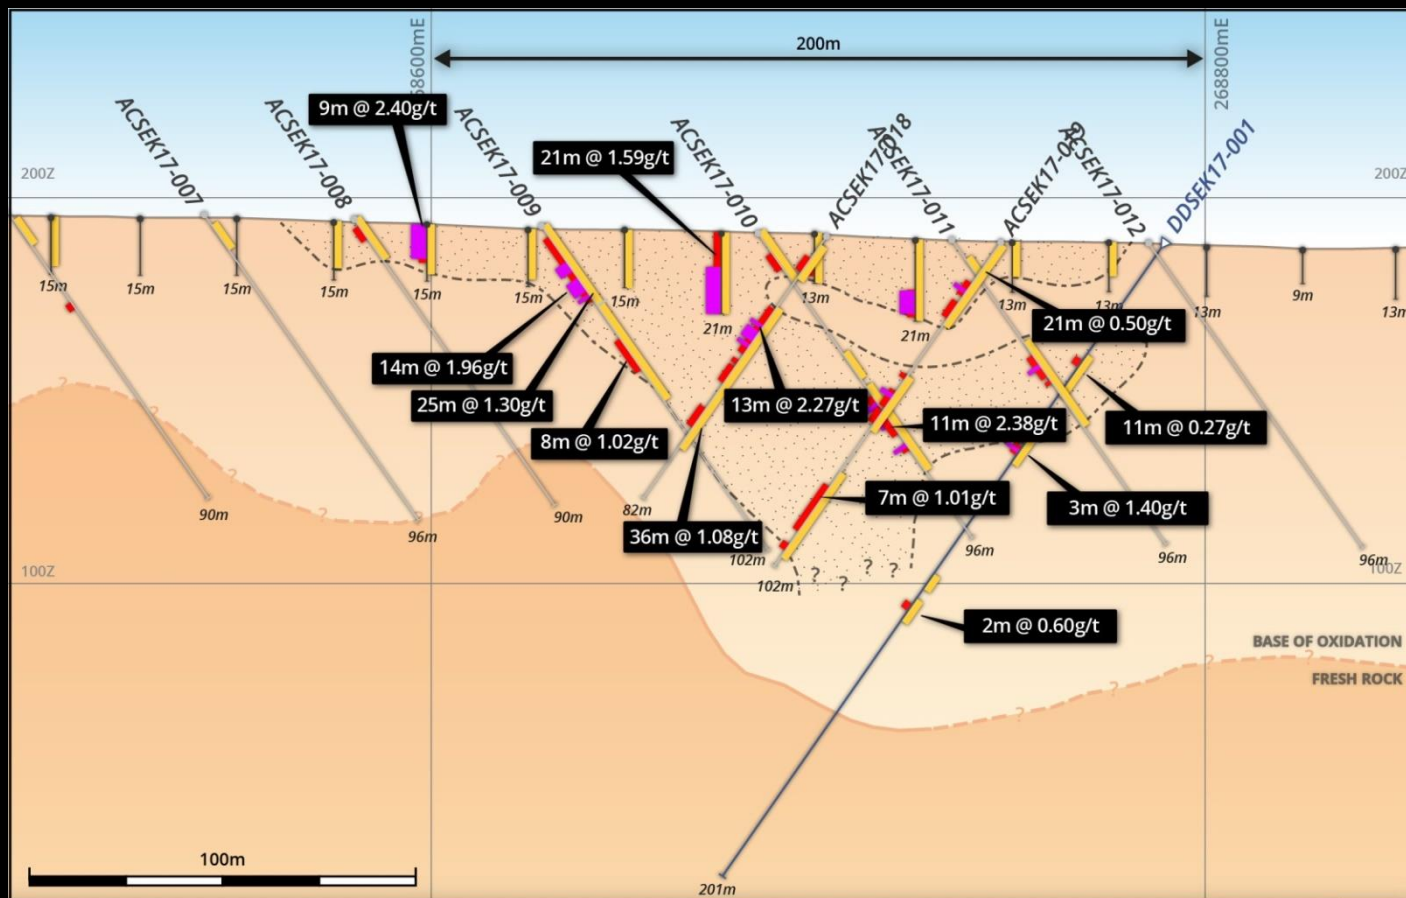 200m
268800mE
9m @ 2.40g/t
21m @ 1.59g/t
ACSEK17-007
ACSEK17-008
ACSEK17-009
ACSEK17-010
ACSEK17-018
ACSEK17-011
ACSEK17-012
DDSEK17-001
200Z
200Z
15m
15m
15m
15m
15m
15m
15m
21m
13m
21m
13m
13m
13m
9m
13m
21m @ 0.50g/t
14m @ 1.96g/t
25m @ 1.30g/t
13m @ 2.27g/t
8m @ 1.02g/t
11m @ 2.38g/t
11m @ 0.27g/t
7m @ 1.01g/t
3m @ 1.40g/t
36m @ 1.08g/t
90m
96m
90m
82m
102m
102m
96m
96m
96m
100Z
100Z
? ? ? ?
? ? ? ? ?
2m @ 0.60g/t
BASE OF OXIDATION
FRESH ROCK
? ? ? ?
100m
201m